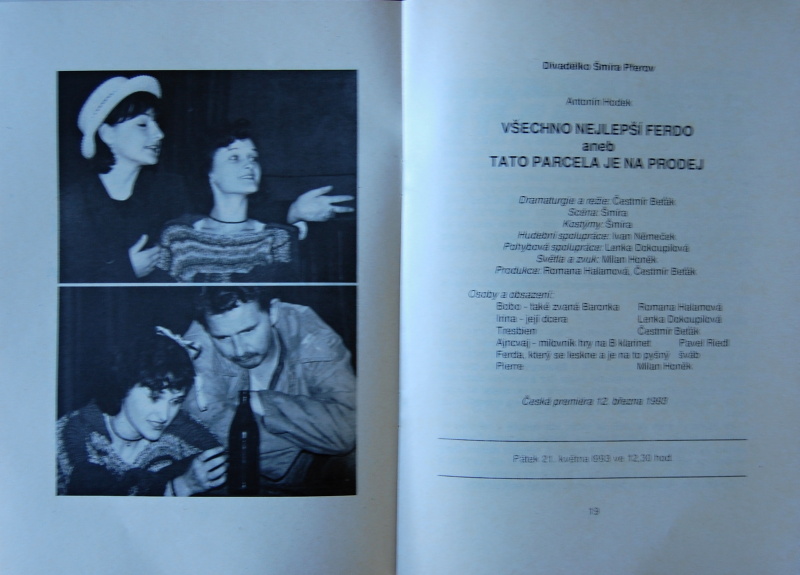 Divadélko Šmíra Přerov
Antonín Hodek
VŠECHNO NEJLEPŠÍ FERDO
aneb
TATO PARCELA JE NA PRODEJ
Dramaturgie a režie: Čestmír Beťák
Scéna: Šmíra
Kostýmy: Šmíra
Hudební spolupráce: Ivan Němeček
Pohybová spolupráce: Lenka Dokoupilová
Světla a zvuk: Milan Honěk
Produkce: Romana Halamová, Čestmír Beťák
Osoby a obsazení:
Bobo - také zvaná Baronka Romana Halamová
Irina - její dcera Lenka Dokoupilová
Tresbien Čestmír Beťák
Ajncvaj - milovník hry na B klarinet Pavel Riedl
Ferda, který se leskne a je na to pyšný šváb
Pierre Milan Honěk
Česká premiéra 12. března 1993
Pátek 21. května 1993 ve 12,30 hod.
19